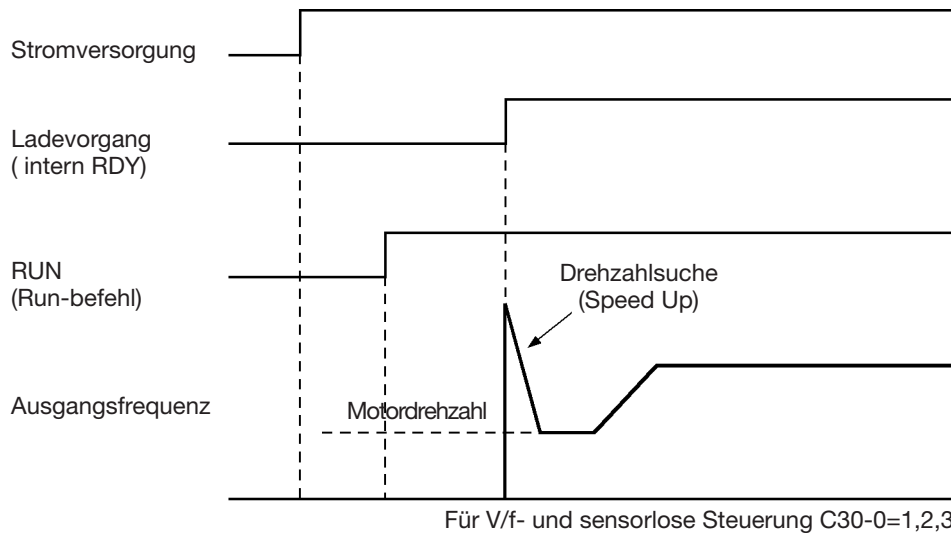 Stromversorgung
Ladevorgang
( intern RDY)
RUN
(Run-befehl)
Drehzahlsuche
(Speed Up)
Ausgangsfrequenz
Motordrehzahl
Für V/f- und sensorlose Steuerung C30-0=1,2,3